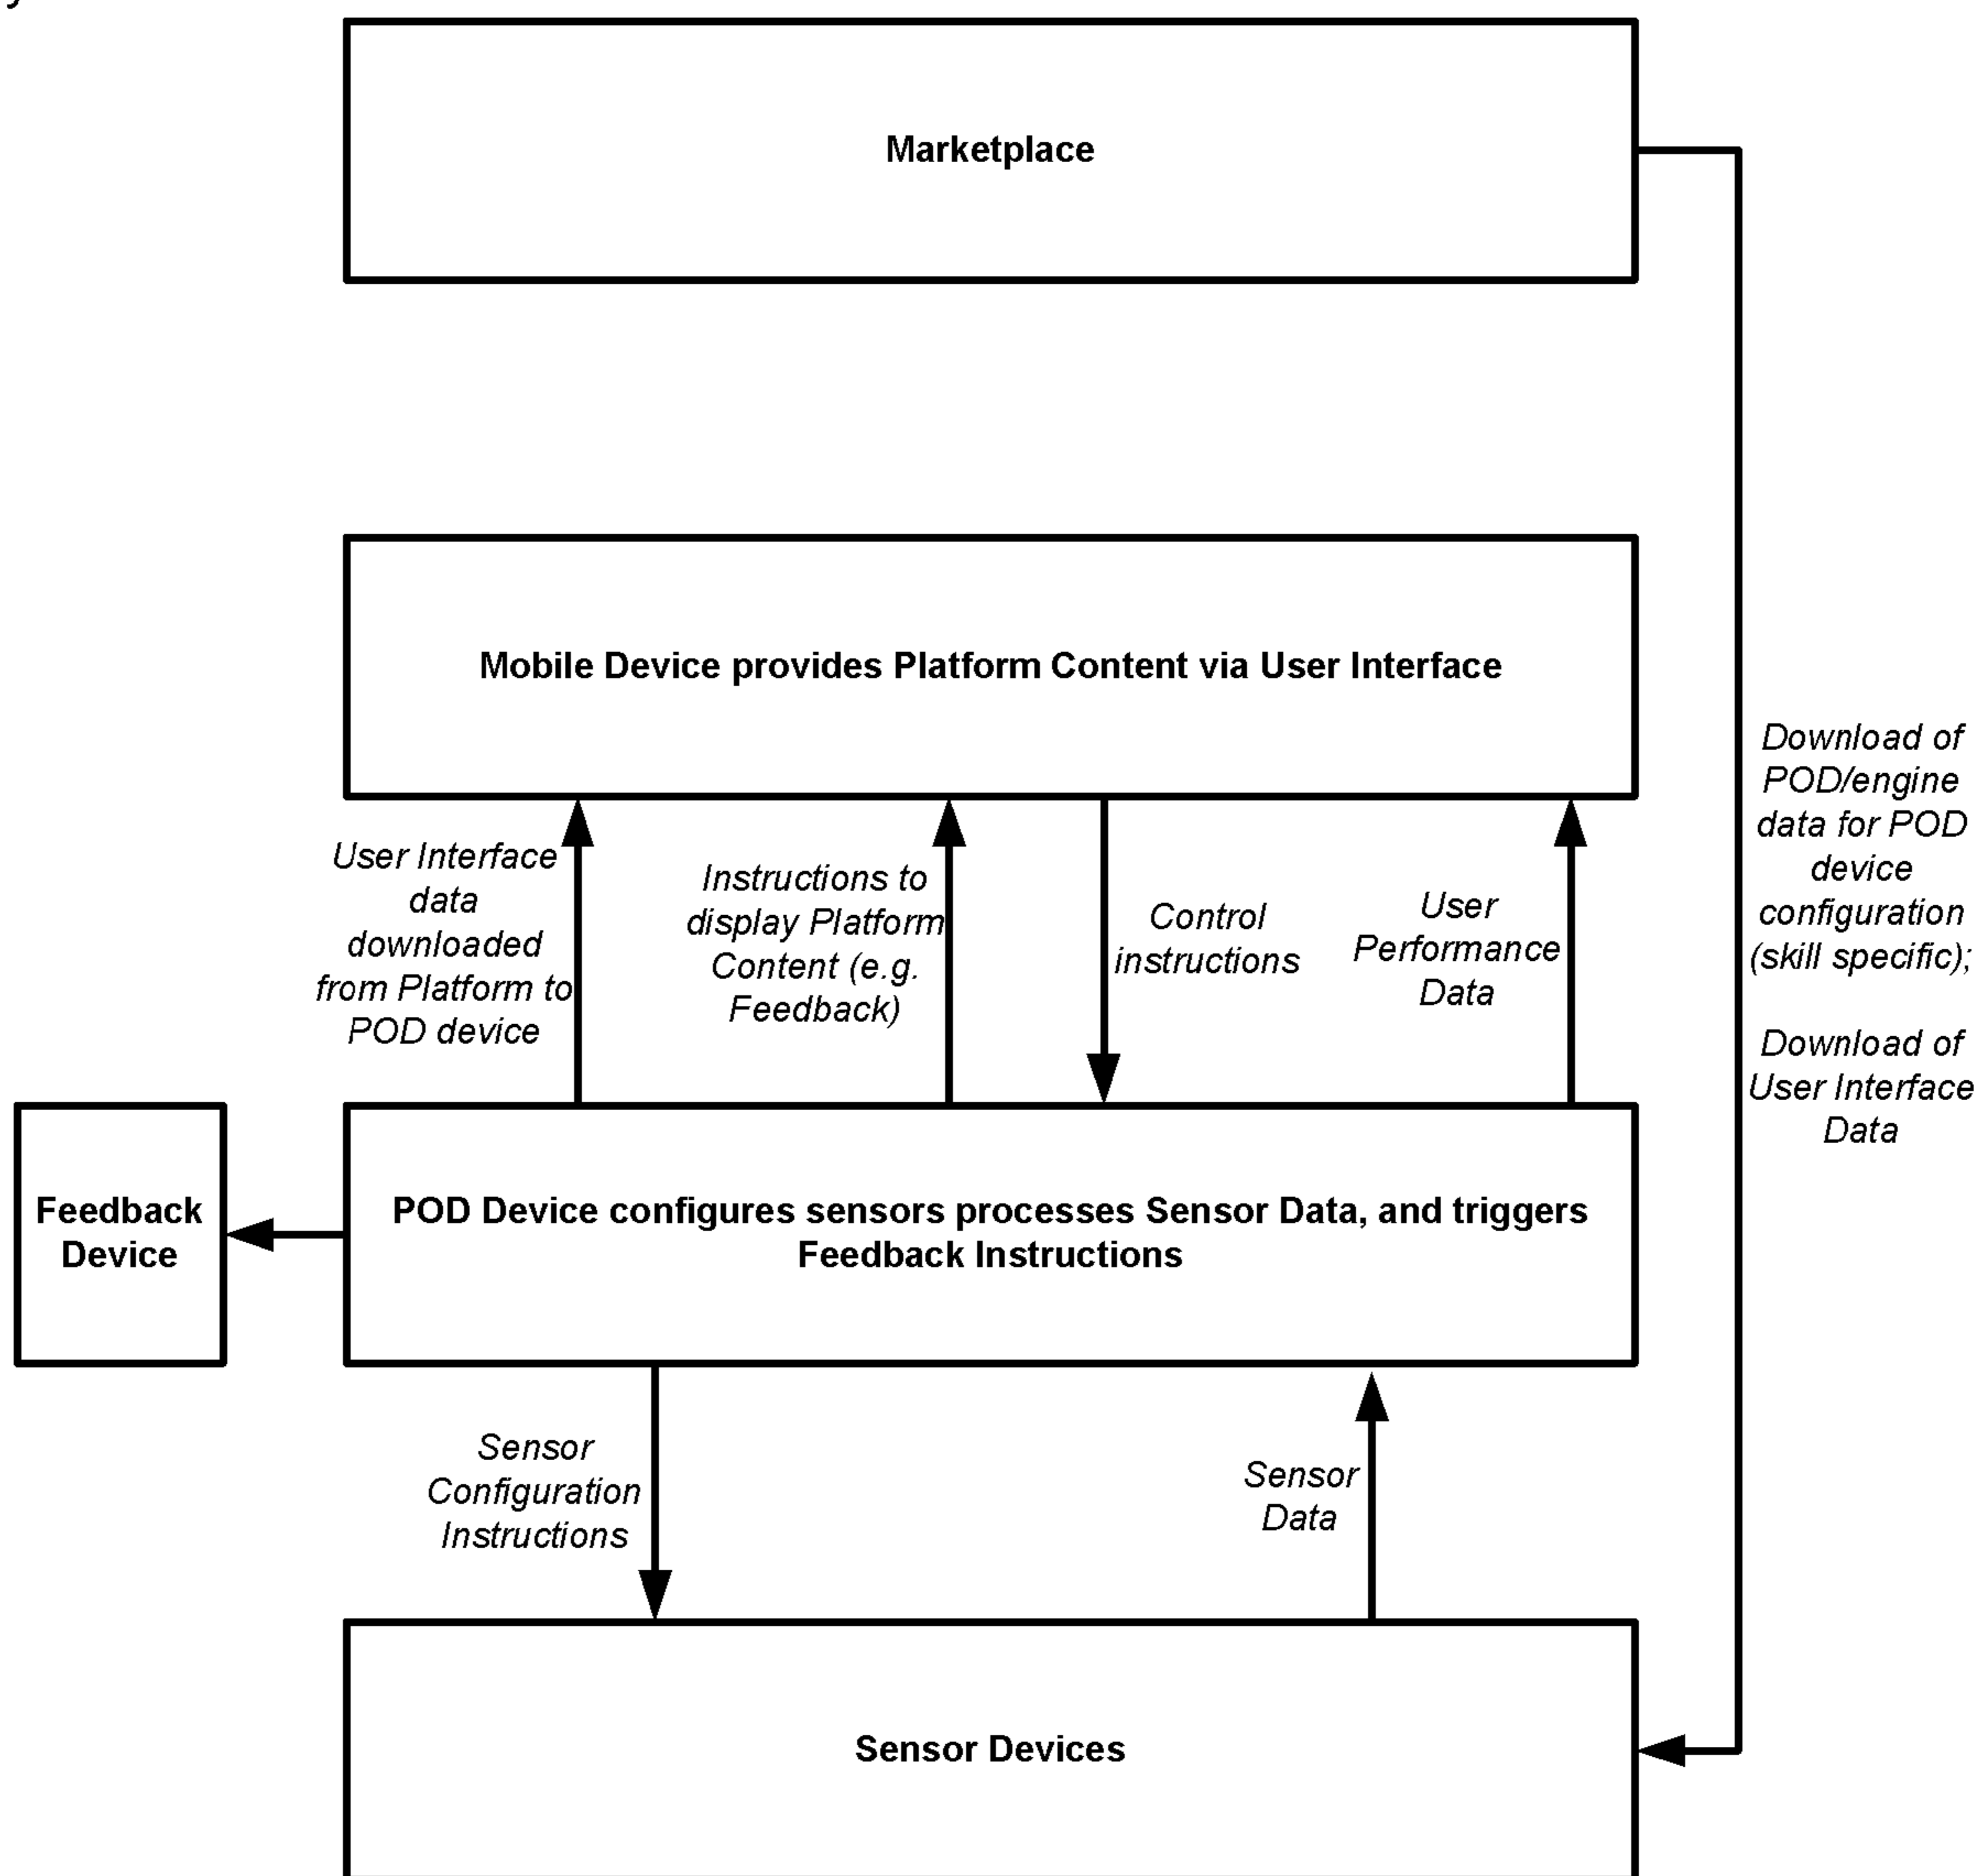 Marketplace
Mobile Device provides Platform Content via User Interface
User Interface
data
downloaded
from Platform to
POD device
Instructions to
display Platform
Content (e.g.
Feedback)
Control
instructions
User
Performance
Data
Download of
POD/engine
data for POD
device
configuration
(skill specific);
Download of
User Interface
Data
Feedback
Device
POD Device configures sensors processes Sensor Data, and triggers
Feedback Instructions
Sensor
Configuration
Instructions
Sensor
Data
Sensor Devices